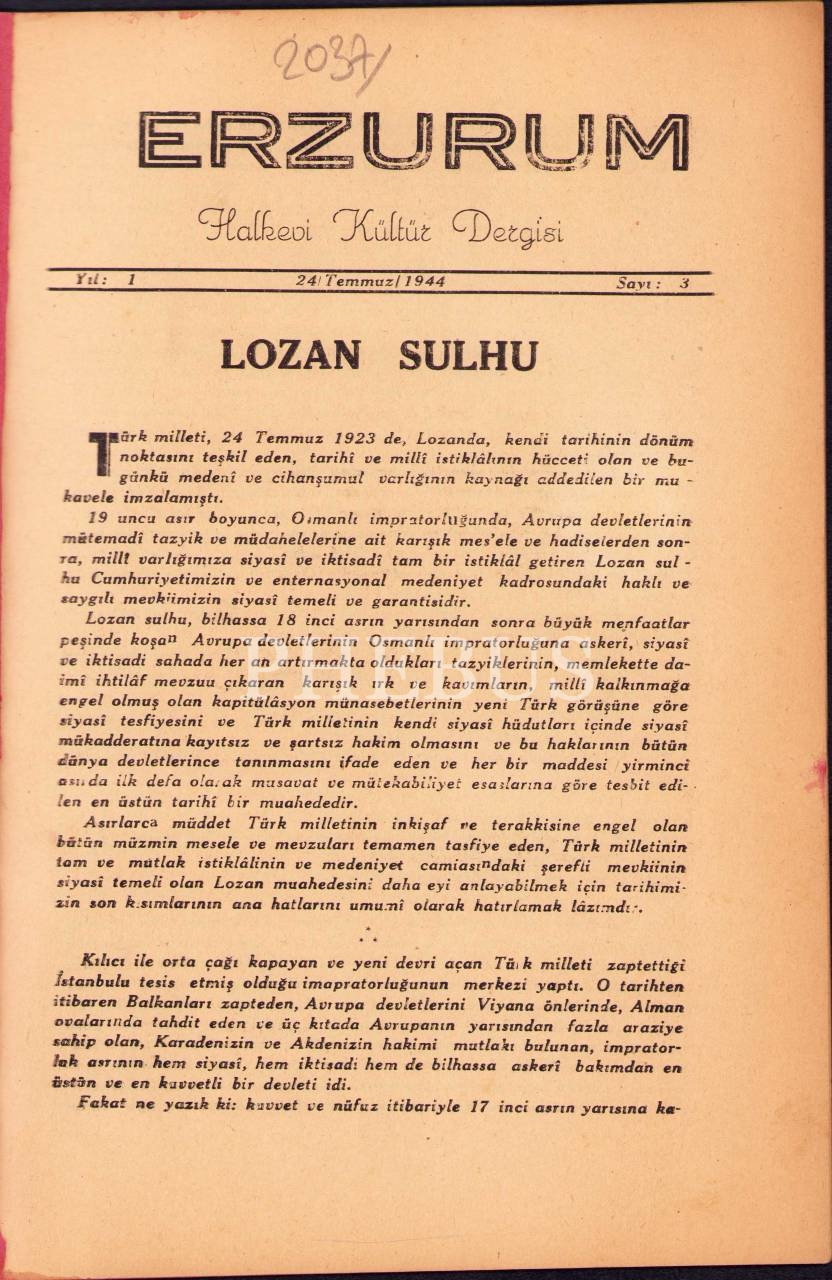 2037/
ERZURUM
Halkevi Kültür Dergisi
Yıl: 1 24/Temmuz/1944 Sayı: 3
LOZAN SULHU
Türk milleti, 24 Temmuz 1923 de, Lozanda, kendi tarihinin dönüm
noktasını teşkil eden, tarihî ve millî istiklâlının hücceti olan ve bu-
günkü medenî ve cihanşumul varlığının kaynağı addedilen bir mu -
kavele imzalamıştı.
19 uncu asır boyunca, Osmanlı impratorluğunda, Avrupa devletlerinin
mütemadî tazyik ve müdahelelerine ait karışık mes'ele ve hadiselerden son-
ra, millî varlığımıza siyasî ve iktisadî tam bir istiklâl getiren Lozan sul -
hu Cumhuriyetimizin ve enternasyonal medeniyet kadrosundaki haklı ve
saygılı mevkiimizin siyasî temeli ve garantisidir.
Lozan sulhu, bilhassa 18 inci asrın yarısından sonra büyük menfaatlar
peşinde koşan Avrupa devletlerinin Osmanlı impratorluğuna askerî, siyasî
ve iktisadi sahada her an artırmakta oldukları tazyiklerinin, memlekette da-
imî ihtilâf mevzuu çıkaran karışık ırk ve kavımların, millî kalkınmağa
engel olmuş olan kapitülâsyon münasebetlerinin yeni Türk görüşüne göre
siyasî tesfiyesini ve Türk milletinin kendi siyasî hüdutları içinde siyasî
mükadderatına kayıtsız ve şartsız hakim olmasını ve bu haklarının bütün
dünya devletlerince tanınmasını ifade eden ve her bir maddesi yirminci
asırda ilk defa olarak musavat ve mütekabiliyet esaslarına göre tesbit edi-
len en üstün tarihî bir muahededir.
Asırlarca müddet Türk milletinin inkişaf ve terakkisine engel olan
bütün müzmin mesele ve mevzuları temamen tasfiye eden, Türk milletinin
tam ve mutlak istiklâlinin ve medeniyet camiasındaki şerefli mevkiinin
siyasî temeli olan Lozan muahedesini daha eyi anlayabilmek için tarihimi-
zin son kısımlarının ana hatlarını umumî olarak hatırlamak lâzımdır.
Kılıcı ile orta çağı kapayan ve yeni devri açan Türk milleti zaptettiği
İstanbulu tesis etmiş olduğu imapratorluğunun merkezi yaptı. O tarihten
itibaren Balkanları zapteden, Avrupa devletlerini Viyana önlerinde, Alman
ovalarında tahdit eden ve üç kıtada Avrupanın yarısından fazla araziye
sahip olan, Karadenizin ve Akdenizin hakimi mutlakı bulunan, imprator-
luk asrının hem siyasî, hem iktisadi hem de bilhassa askerî bakımdan en
üstün ve en kuvvetli bir devleti idi.
Fakat ne yazık ki: kuvvet ve nüfuz itibariyle 17 inci asrın yarısına ka-